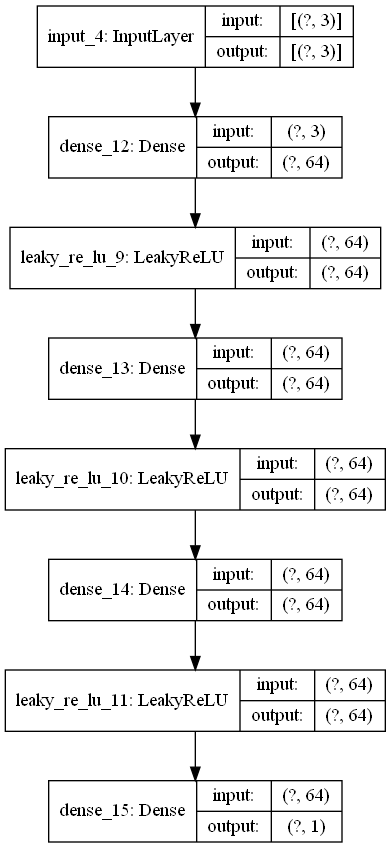 input_4: InputLayer input: [(?, 3)]
output: [(?, 3)]
dense_12: Dense input: (?, 3)
output: (?, 64)
leaky_re_lu_9: LeakyReLU input: (?, 64)
output: (?, 64)
dense_13: Dense input: (?, 64)
output: (?, 64)
leaky_re_lu_10: LeakyReLU input: (?, 64)
output: (?, 64)
dense_14: Dense input: (?, 64)
output: (?, 64)
leaky_re_lu_11: LeakyReLU input: (?, 64)
output: (?, 64)
dense_15: Dense input: (?, 64)
output: (?, 1)